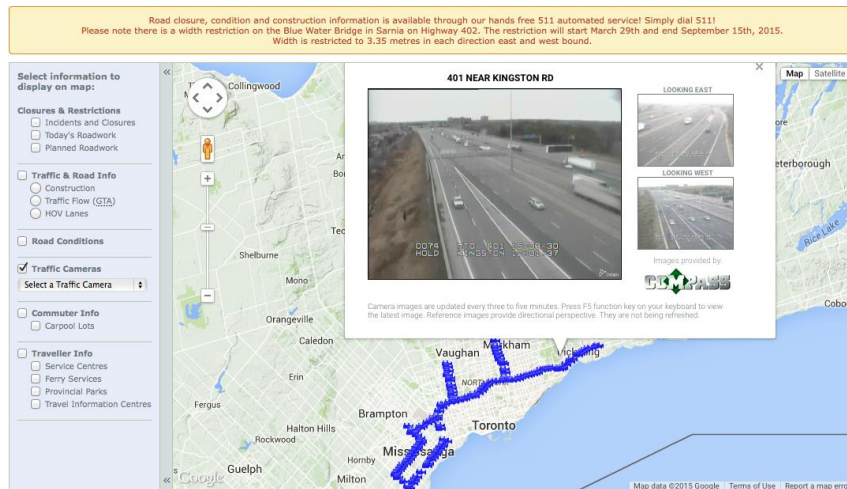 Road closure, condition and construction information is available through our hands free 511 automated service! Simply dial 511!
Please note there is a width restriction on the Blue Water Bridge in Sarnia on Highway 402. The restriction will start March 29th and end September 15th, 2015.
Width is restricted to 3.35 metres in each direction east and west bound.
Select information to
display on map:
Closures & Restrictions
Incidents and Closures
Today's Roadwork
Planned Roadwork
Traffic & Road Info
Construction
Traffic Flow (GTA)
HOV Lanes
Road Conditions
Traffic Cameras
Select a Traffic Camera
Commuter Info
Carpool Lots
Traveller Info
Service Centres
Ferry Services
Provincial Parks
Travel Information Centres
«
«
Collingwood
Map
Satellite
401 NEAR KINGSTON RD
LOOKING EAST
LOOKING WEST
Images provided by:
COMPASS
Camera images are updated every three to five minutes. Press F5 function key on your keyboard to view
the latest image. Reference images provide directional perspective. They are not being refreshed.
eterborough
Rice Lake
Cobo
Shelburne
Mono
Orangeville
Caledon
Erin
Fergus
Vaughan
Markham
Pickering
Brampton
Toronto
Halton Hills
Rockwood
Mississauga
Hornby
Guelph
Milton
Google
Map data ©2015 Google
Terms of Use
Report a map erro